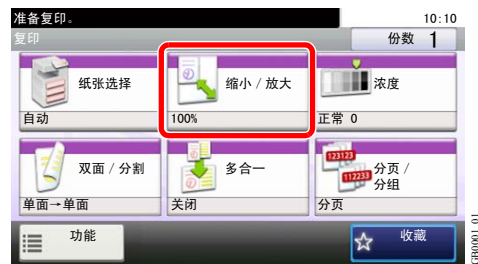 准备复印。 10:10
复印 份数 1
纸张选择 缩小 / 放大 浓度
自动 100% 正常 0
双面 / 分割 多合一 123123 112233 分页 /
分组
单面→单面 关闭 分页
功能 收藏
GB0001_01